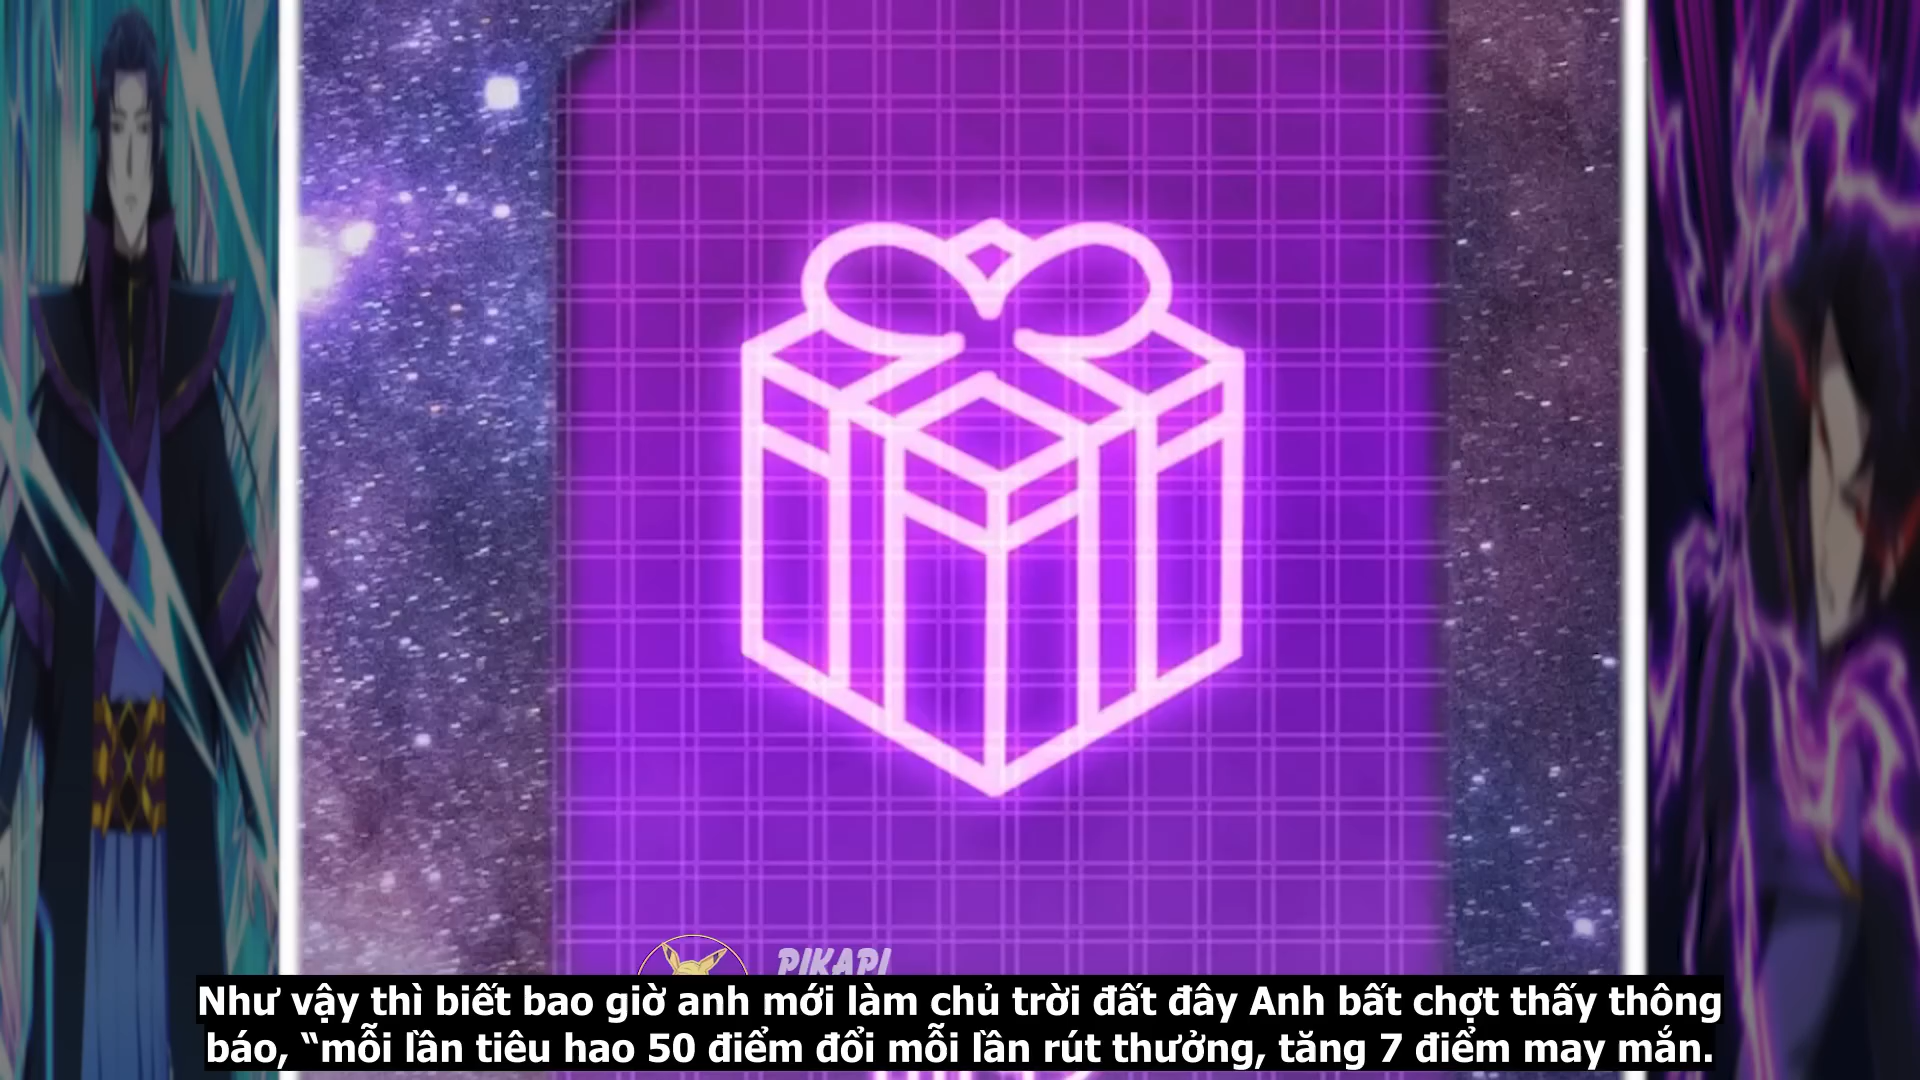 PIKAPI
Như vậy thì biết bao giờ anh mới làm chủ trời đất đây Anh bất chợt thấy thông
báo, “mỗi lần tiêu hao 50 điểm đổi mỗi lần rút thưởng, tăng 7 điểm may mắn.